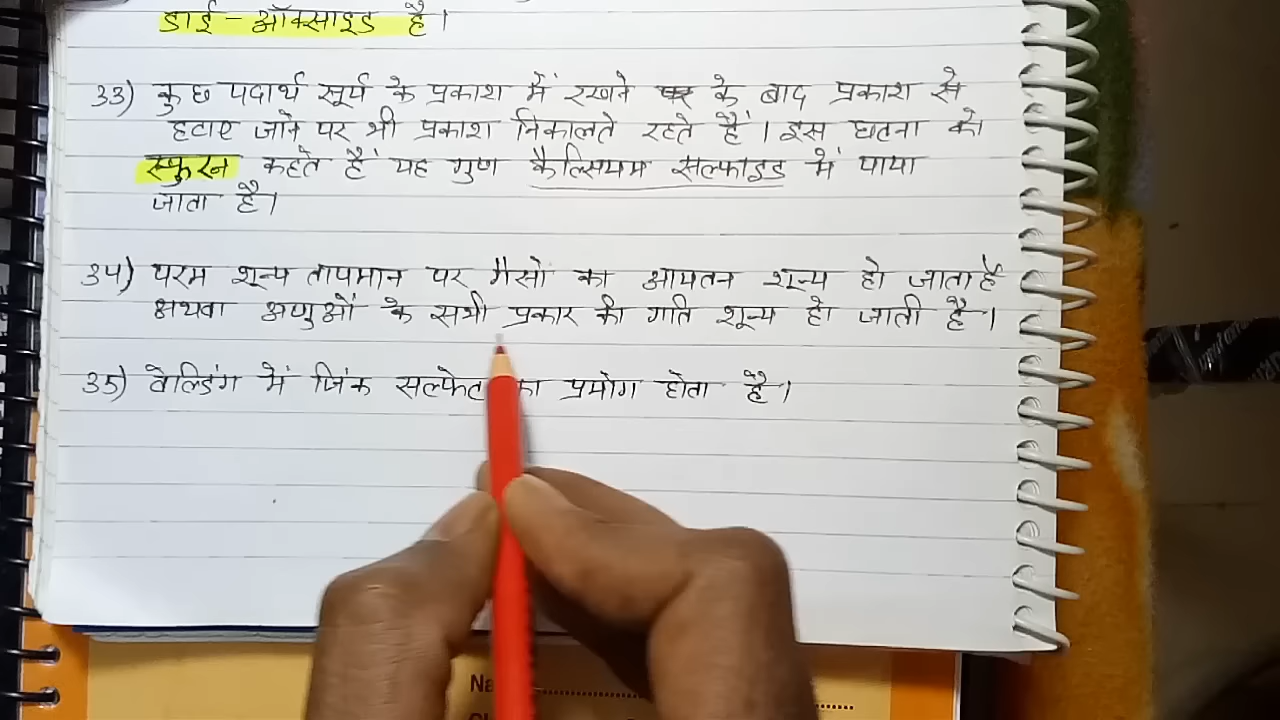 डाई - ऑक्साइड है।
33) कुछ पदार्थ सूर्य के प्रकाश में रखने के बाद प्रकाश से
हटाए जाने पर भी प्रकाश निकालते रहते हैं। इस घटना को
स्फुरन कहते हैं यह गुण कैल्सियम सल्फाइड में पाया
जाता है।
34) परम शून्य तापमान पर गैसों का आयतन शून्य हो जाता है
अथवा अणुओं के सभी प्रकार की गति शून्य हो जाती है।
35) वेल्डिंग में जिंक सल्फेट का प्रयोग होता है।
Na